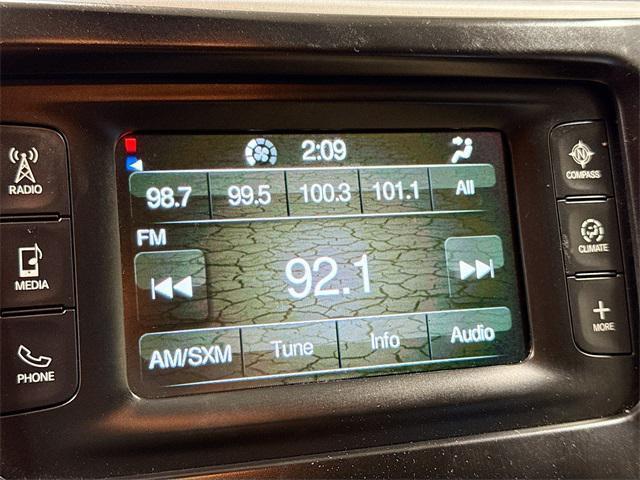 2:09
98.7 99.5 100.3 101.1 All
FM
92.1
AM/SXM Tune Info Audio
RADIO
MEDIA
PHONE
COMPASS
CLIMATE
MORE